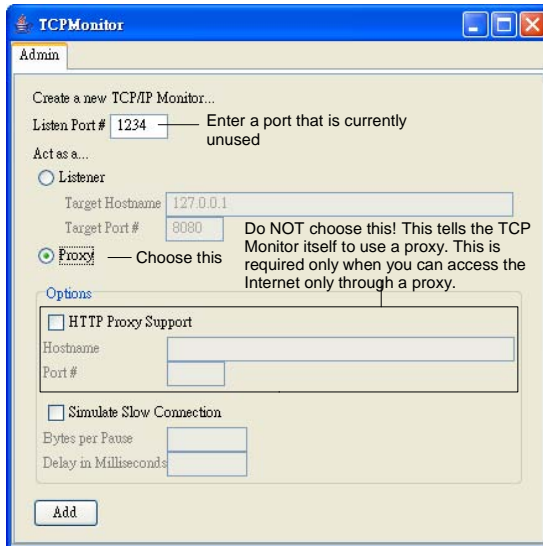 TCPMonitor
Admin
Create a new TCP/IP Monitor...
Listen Port # 1234
Enter a port that is currently
unused
Act as a...
Listener
Target Hostname 127.0.0.1
Target Port # 8080
Do NOT choose this! This tells the TCP
Monitor itself to use a proxy. This is
required only when you can access the
Internet only through a proxy.
Proxy
Choose this
Options
HTTP Proxy Support
Hostname
Port #
Simulate Slow Connection
Bytes per Pause
Delay in Milliseconds
Add